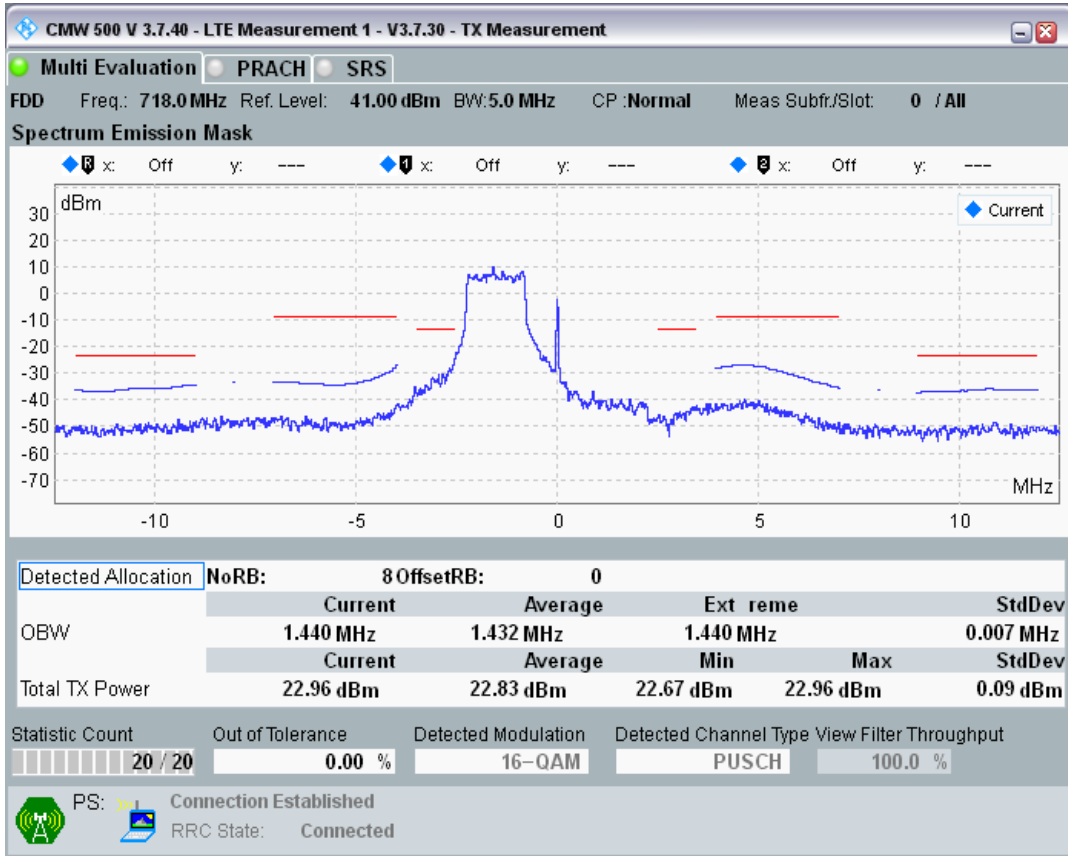 CMW 500 V 3.7.40 - LTE Measurement 1 - V3.7.30 - TX Measurement
Multi Evaluation PRACH SRS
FDD Freq.: 718.0 MHz Ref. Level: 41.00 dBm BW:5.0 MHz CP :Normal Meas Subfr./Slot: 0 / All
Spectrum Emission Mask
R x: Off y: --- 1 x: Off y: --- 2 x: Off y: ---
dBm
Current
30
20
10
0
-10
-20
-30
-40
-50
-60
-70
MHz
-10 -5 0 5 10
Detected Allocation NoRB: 8 OffsetRB: 0
Current Average Ext reme StdDev
OBW 1.440 MHz 1.432 MHz 1.440 MHz 0.007 MHz
Current Average Min Max StdDev
Total TX Power 22.96 dBm 22.83 dBm 22.67 dBm 22.96 dBm 0.09 dBm
Statistic Count Out of Tolerance Detected Modulation Detected Channel Type View Filter Throughput
20 / 20 0.00 % 16-QAM PUSCH 100.0 %
PS: Connection Established
RRC State: Connected